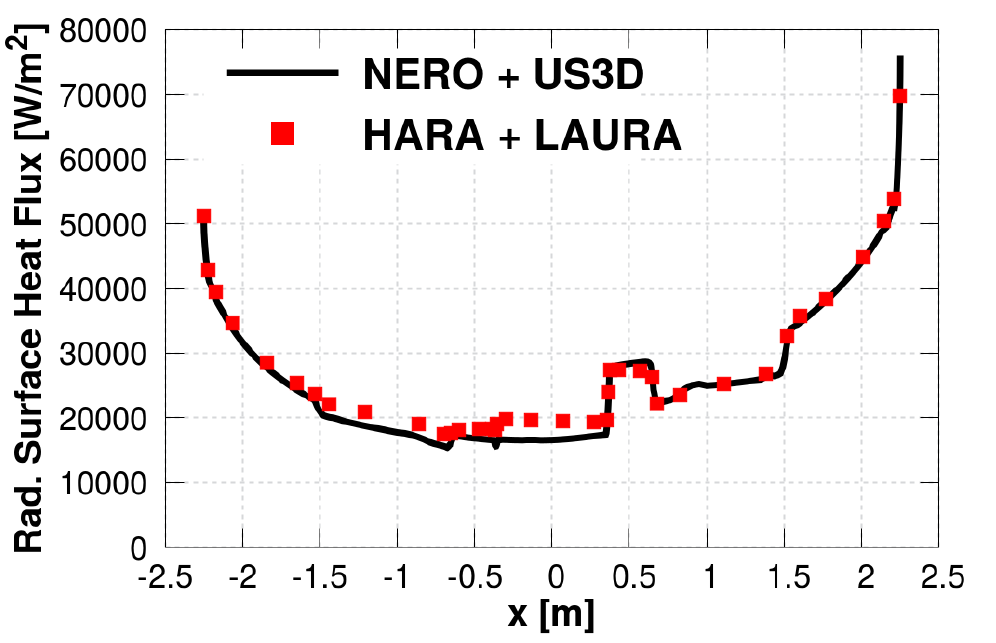 Rad. Surface Heat Flux [W/m²]
80000
70000
60000
50000
40000
30000
20000
10000
0
NERO + US3D
HARA + LAURA
-2.5 -2 -1.5 -1 -0.5 0 0.5 1 1.5 2 2.5
x [m]